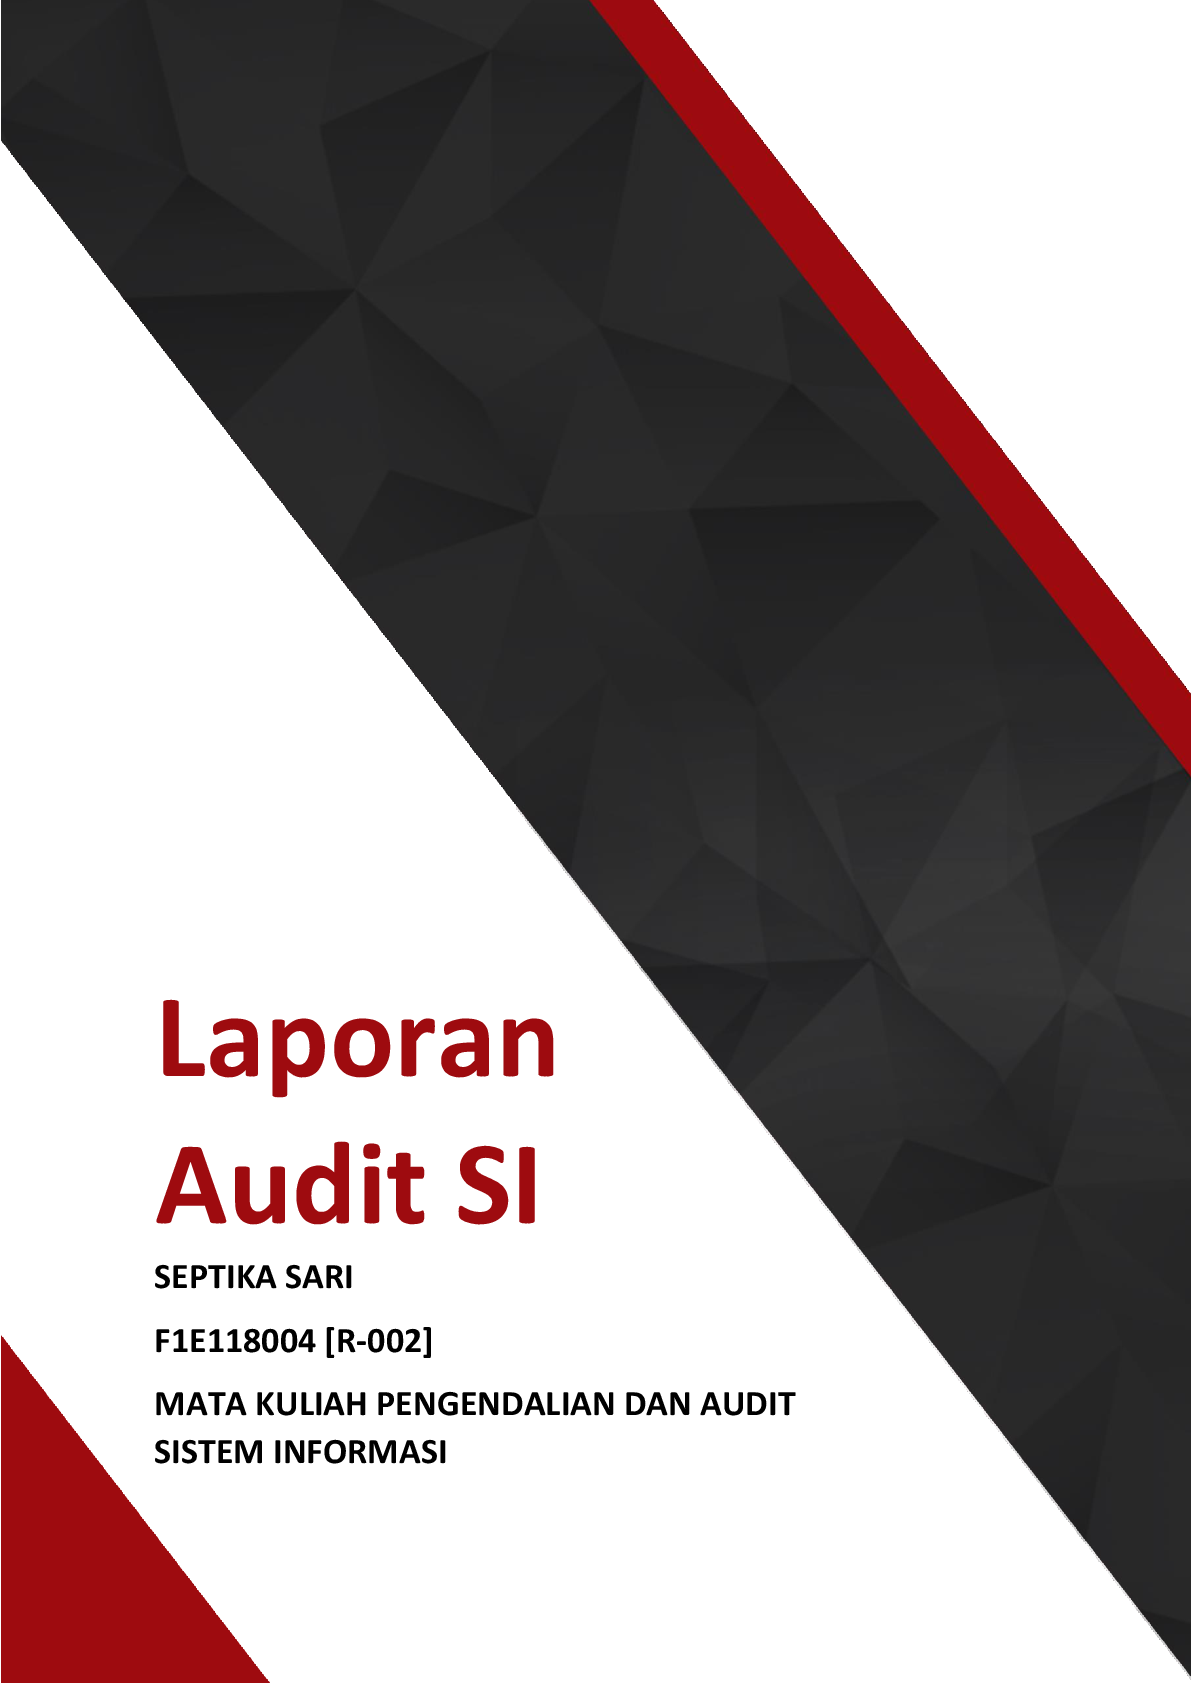 Laporan
Audit SI
SEPTIKA SARI
F1E118004 [R-002]
MATA KULIAH PENGENDALIAN DAN AUDIT
SISTEM INFORMASI